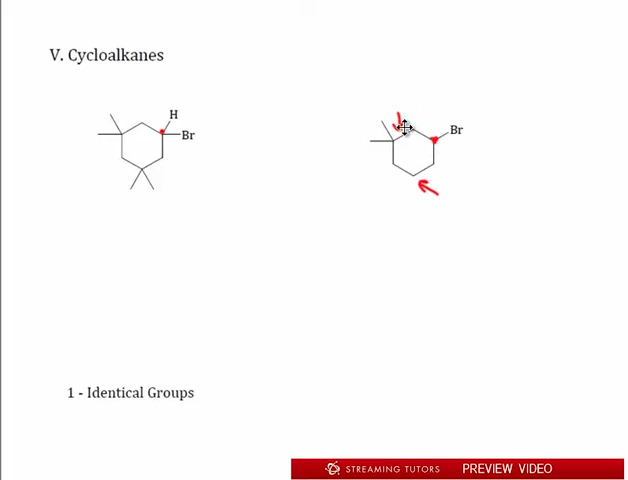 V. Cycloalkanes
H
Br
Br
1 - Identical Groups
STREAMING TUTORS PREVIEW VIDEO